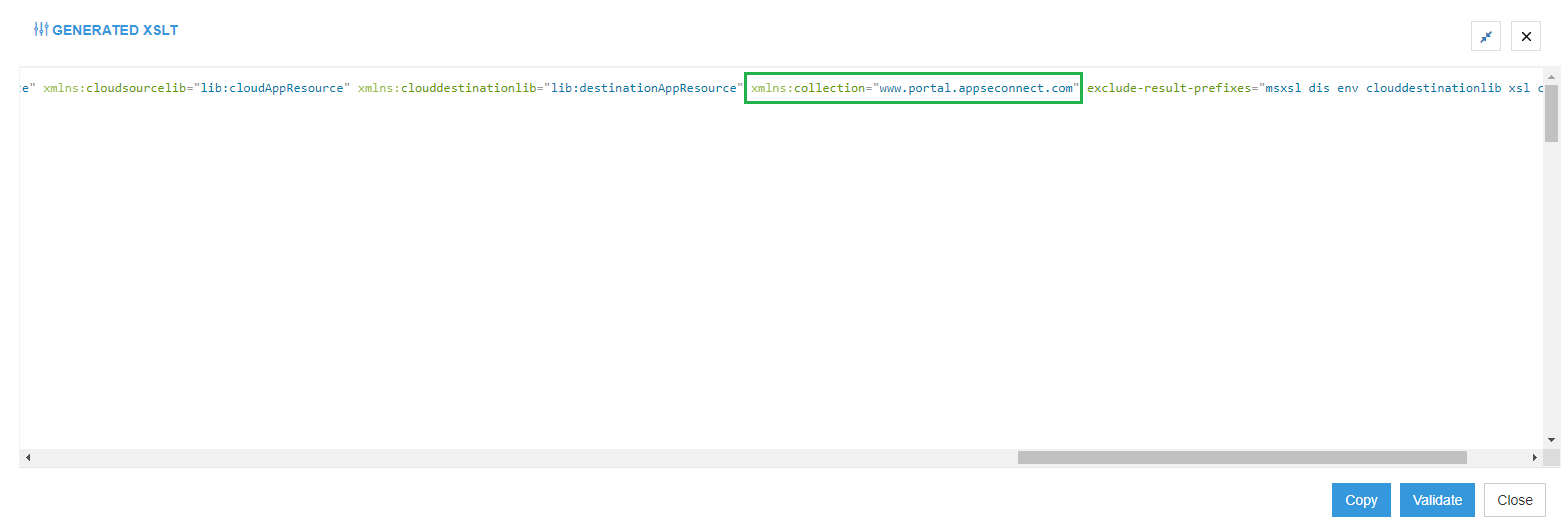 GENERATED XSLT
:e" xmlns:cloudsourcelib="lib:cloudAppResource" xmlns:clouddestinationlib="lib:destinationAppResource" xmlns:collection="www.portal.appseconnect.com" exclude-result-prefixes="msxsl dis env clouddestinationlib xsl c
Copy Validate Close